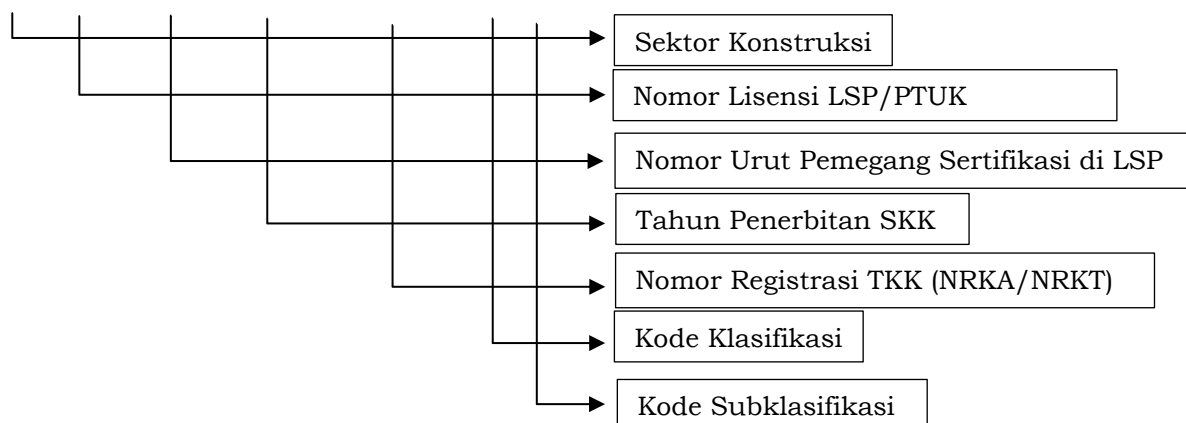 Sektor Konstruksi
Nomor Lisensi LSP/PTUK
Nomor Urut Pemegang Sertifikasi di LSP
Tahun Penerbitan SKK
Nomor Registrasi TKK (NRKA/NRKT)
Kode Klasifikasi
Kode Subklasifikasi